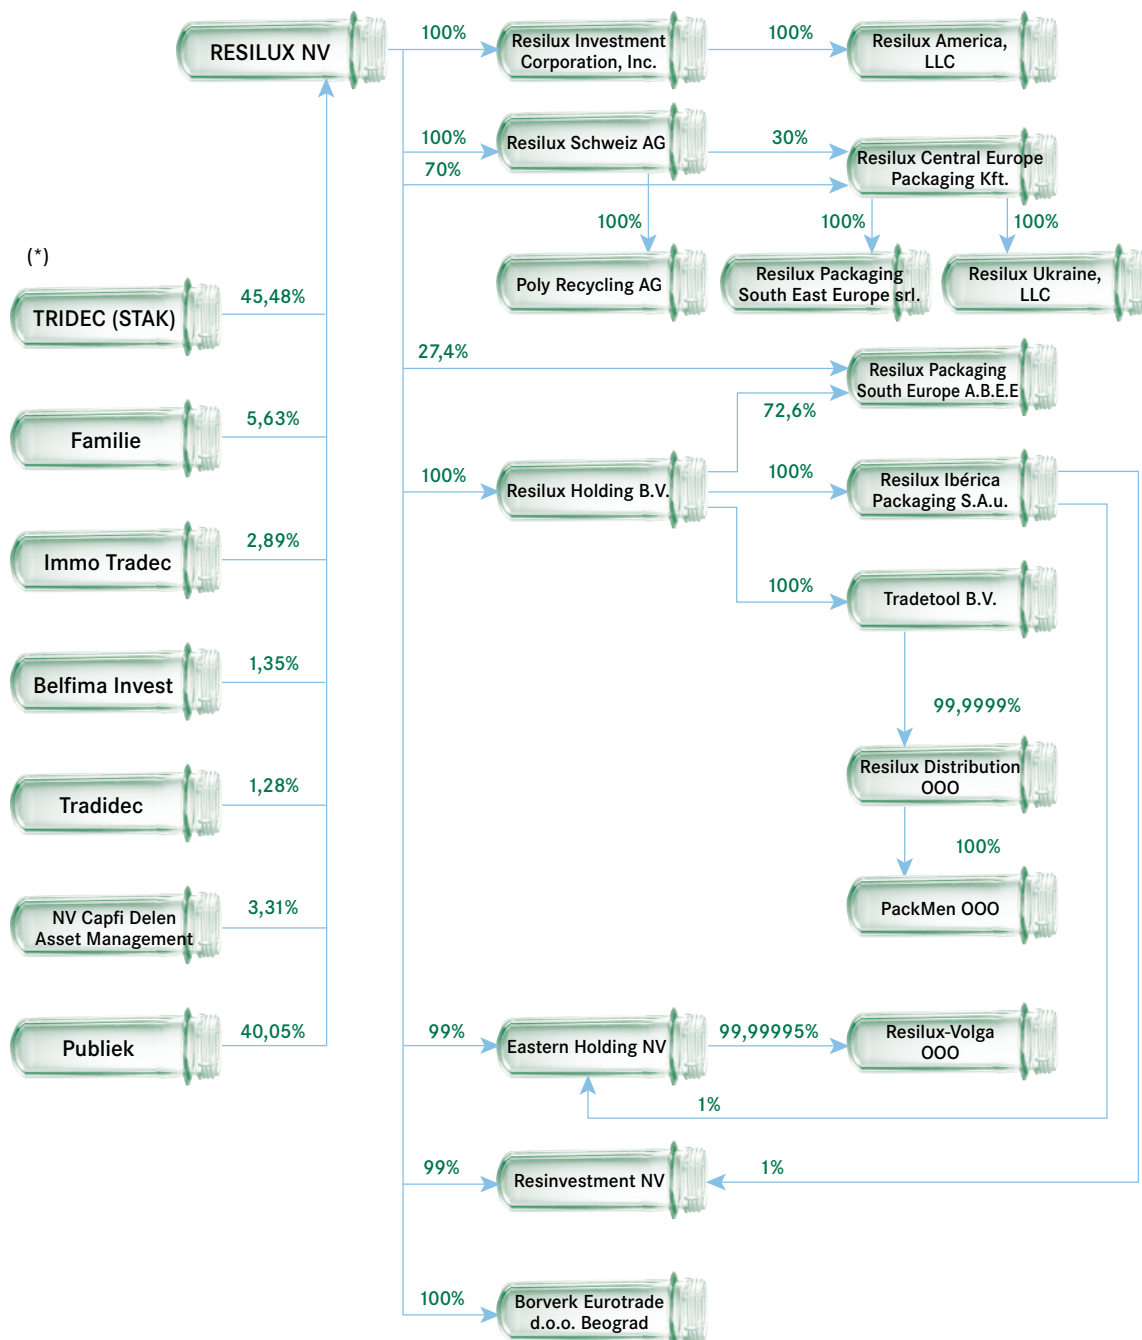 RESILUX NV
100%
Resilux Investment
Corporation, Inc.
100%
Resilux America,
LLC
100%
Resilux Schweiz AG
30%
Resilux Central Europe
Packaging Kft.
70%
100%
100%
100%
Poly Recycling AG
Resilux Packaging
South East Europe srl.
Resilux Ukraine,
LLC
(*)
TRIDEC (STAK)
45,48%
27,4%
Resilux Packaging
South Europe A.B.E.E
72,6%
Familie
5,63%
100%
Resilux Holding B.V.
100%
Resilux Ibérica
Packaging S.A.u.
Immo Tradec
2,89%
100%
Tradetool B.V.
Belfima Invest
1,35%
99,9999%
Tradidec
1,28%
Resilux Distribution
OOO
100%
NV Capfi Delen
Asset Management
3,31%
PackMen OOO
Publiek
40,05%
99%
Eastern Holding NV
99,99995%
Resilux-Volga
OOO
1%
99%
Resinvestment NV
1%
100%
Borverk Eurotrade
d.o.o. Beograd